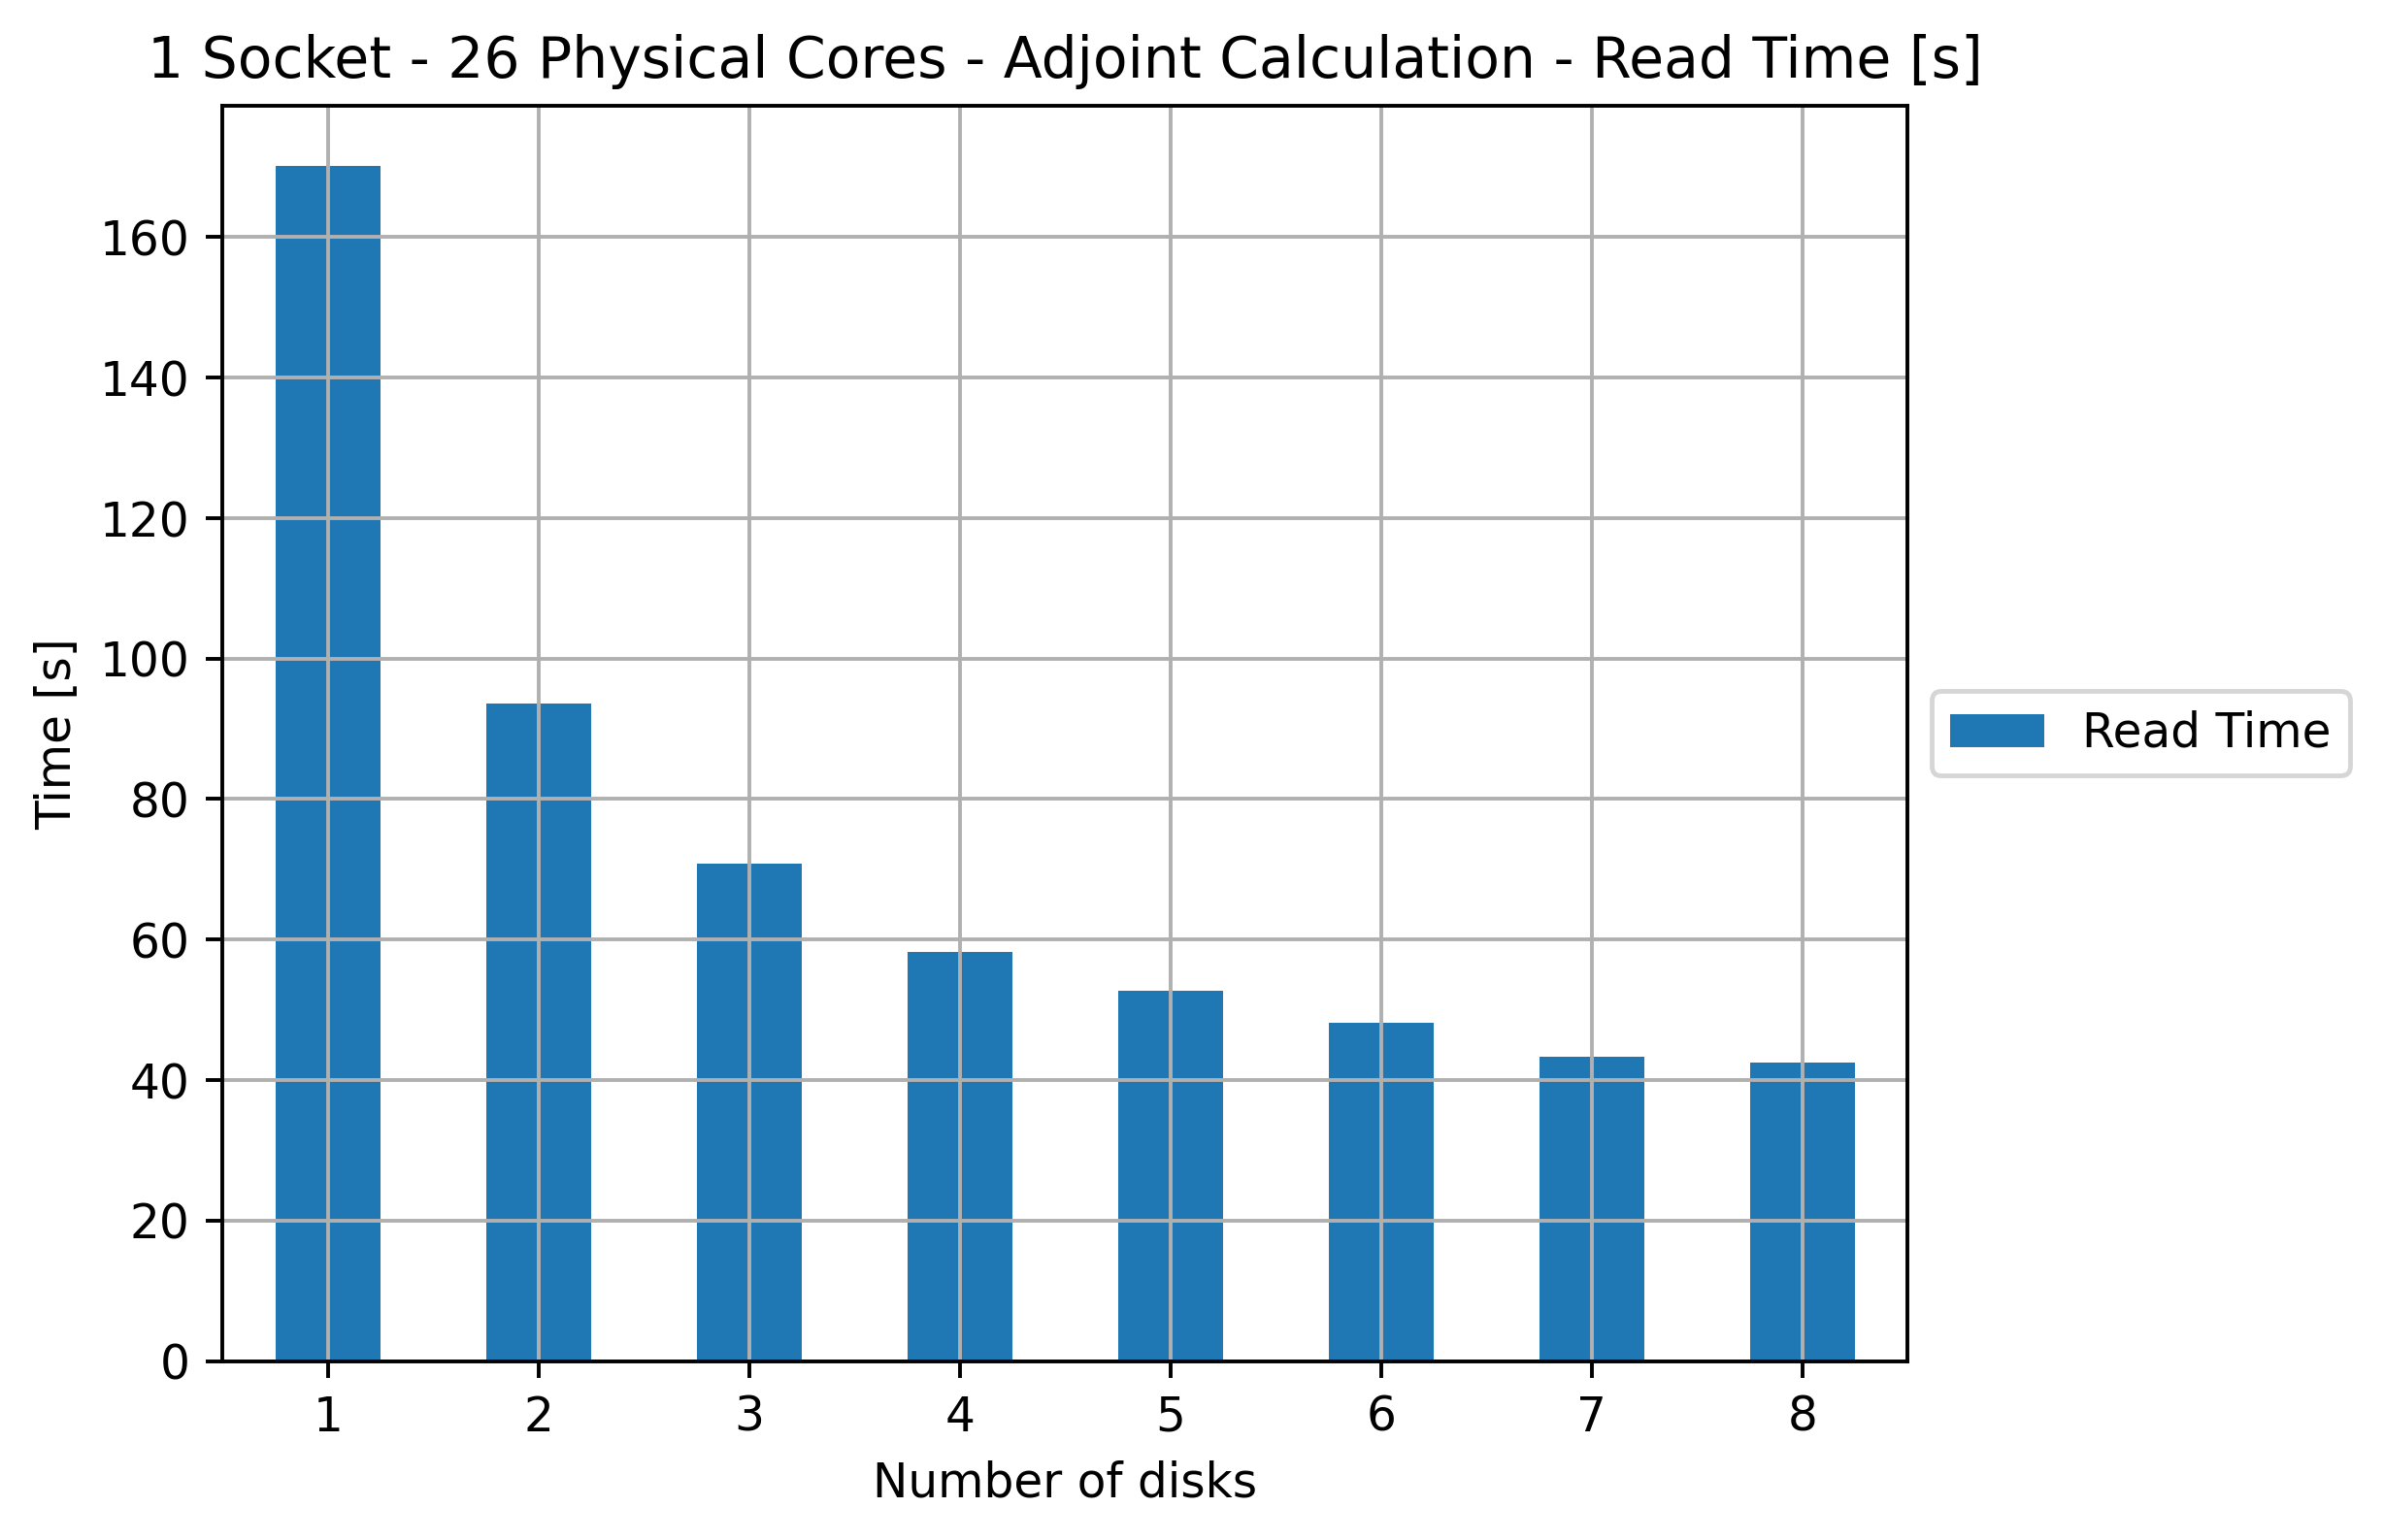 1 Socket - 26 Physical Cores - Adjoint Calculation - Read Time [s]
Time [s]
160
140
120
100
80
60
40
20
0
1 2 3 4 5 6 7 8
Number of disks
Read Time